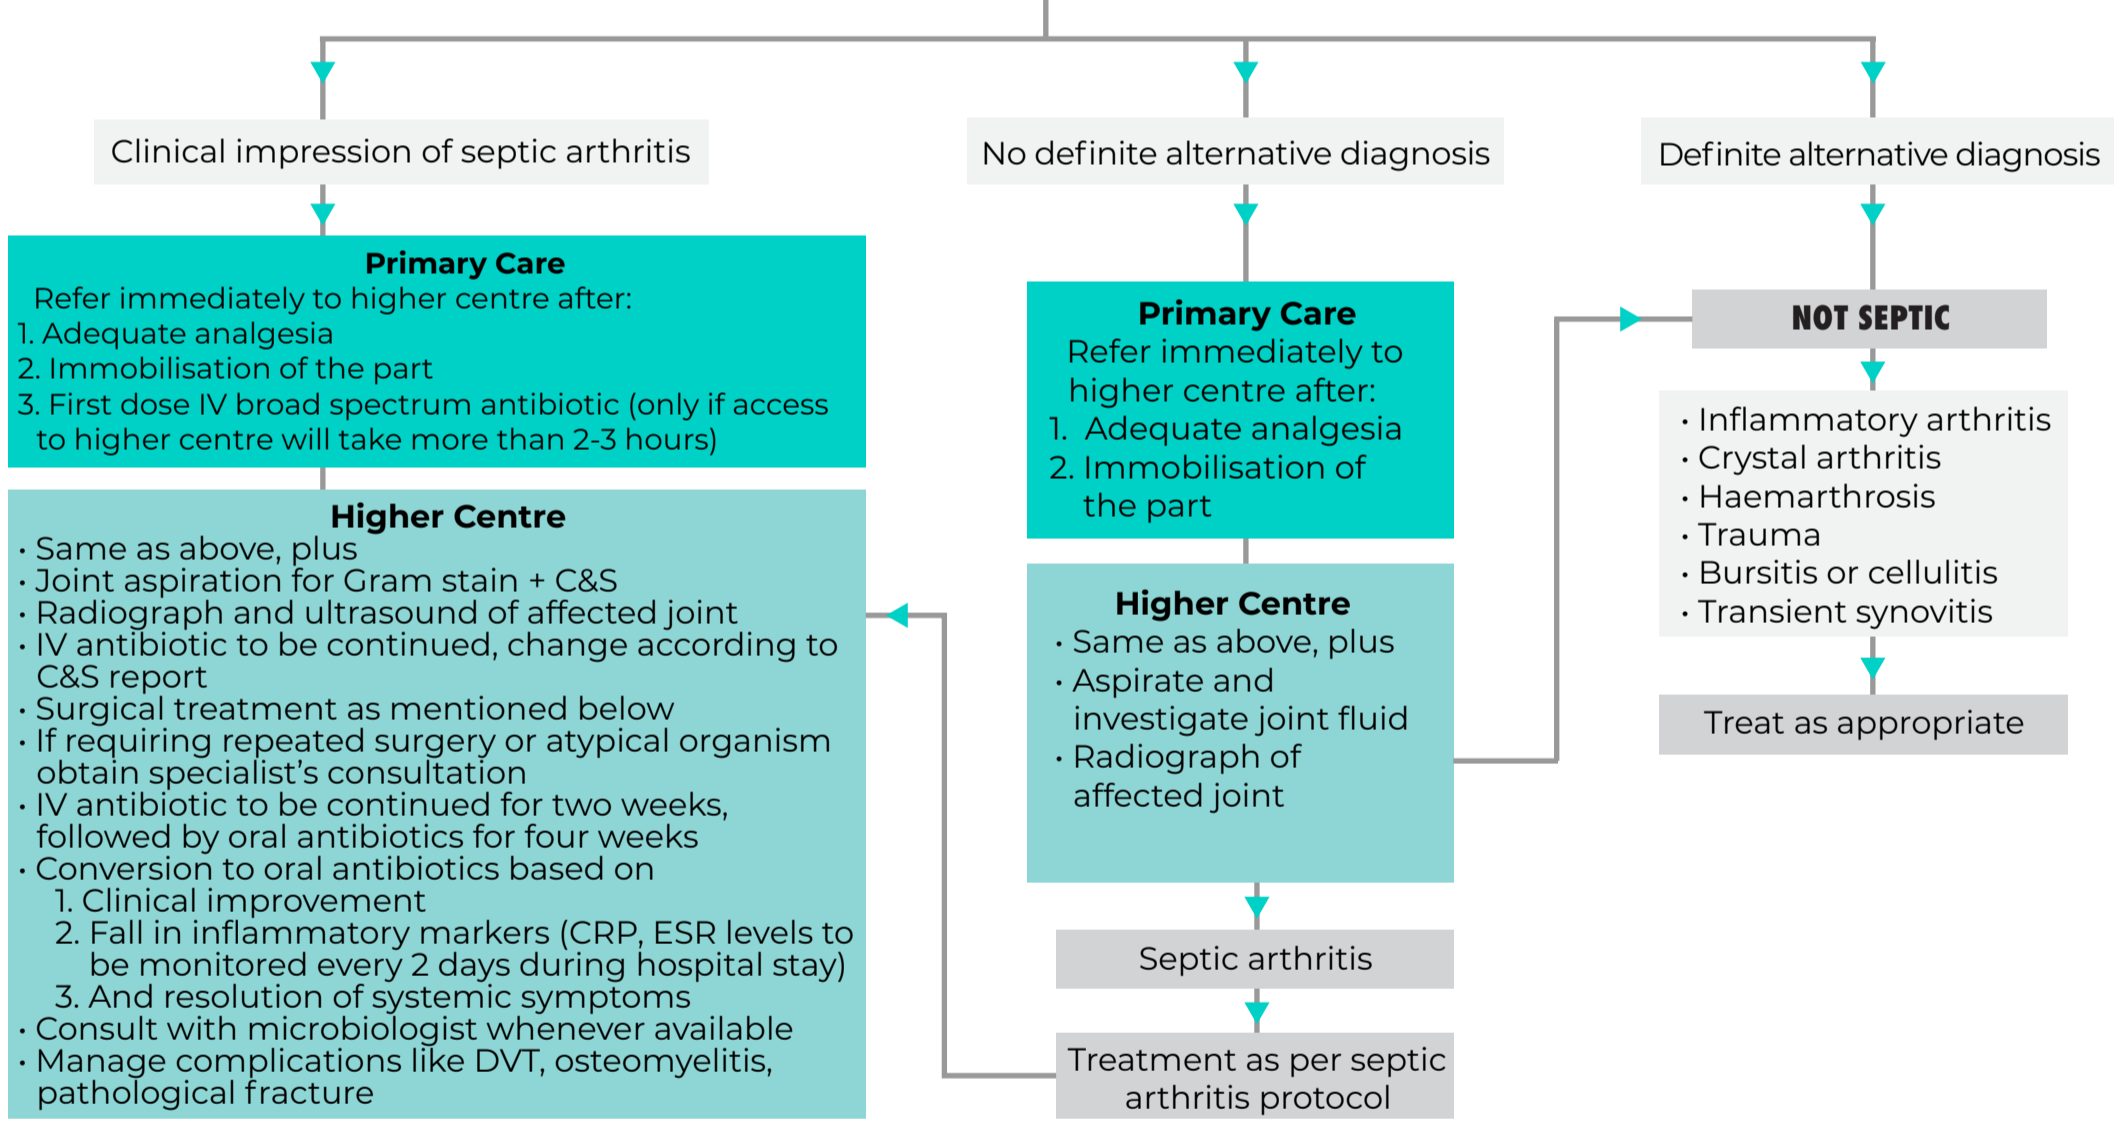 Clinical impression of septic arthritis
Primary Care
Refer immediately to higher centre after:
1. Adequate analgesia
2. Immobilisation of the part
3. First dose IV broad spectrum antibiotic (only if access
to higher centre will take more than 2-3 hours)
Higher Centre
· Same as above, plus
· Joint aspiration for Gram stain + C&S
· Radiograph and ultrasound of affected joint
· IV antibiotic to be continued, change according to
C&S report
· Surgical treatment as mentioned below
· If requiring repeated surgery or atypical organism
obtain specialist's consultation
· IV antibiotic to be continued for two weeks,
followed by oral antibiotics for four weeks
· Conversion to oral antibiotics based on
1. Clinical improvement
2. Fall in inflammatory markers (CRP, ESR levels to
be monitored every 2 days during hospital stay)
3. And resolution of systemic symptoms
· Consult with microbiologist whenever available
· Manage complications like DVT, osteomyelitis,
pathological fracture
No definite alternative diagnosis
Primary Care
Refer immediately to
higher centre after:
1. Adequate analgesia
2. Immobilisation of
the part
Higher Centre
· Same as above, plus
· Aspirate and
investigate joint fluid
· Radiograph of
affected joint
Septic arthritis
Treatment as per septic
arthritis protocol
Definite alternative diagnosis
NOT SEPTIC
· Inflammatory arthritis
· Crystal arthritis
· Haemarthrosis
· Trauma
· Bursitis or cellulitis
· Transient synovitis
Treat as appropriate